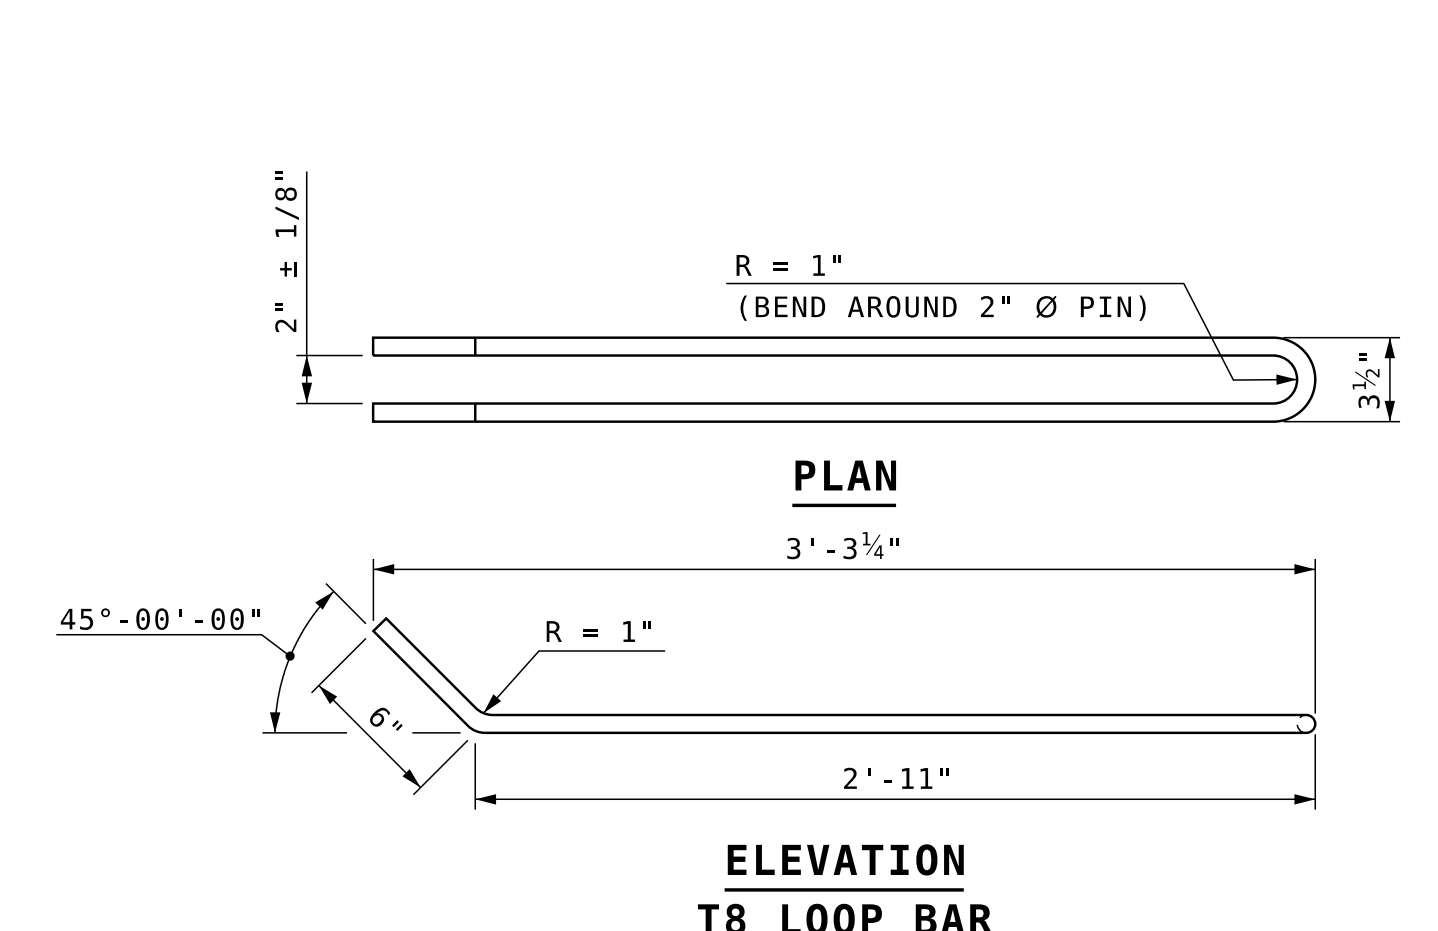 2" ± 1/8"
R = 1"
(BEND AROUND 2" Ø PIN)
3½"
PLAN
3'-3¼"
45°-00'-00"
R = 1"
6"
2'-11"
ELEVATION
T8 LOOP BAR